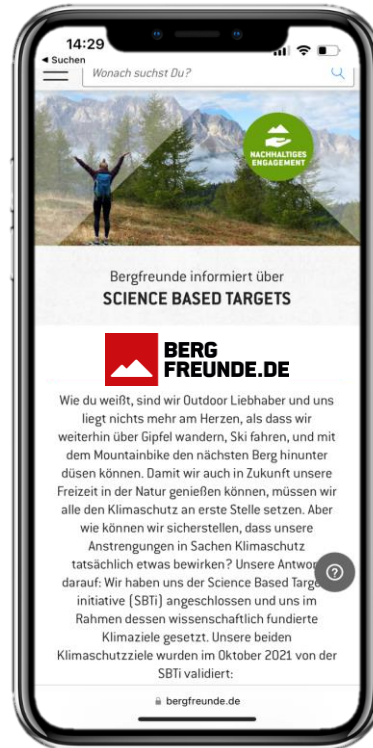 14:29
◂ Suchen
Wonach suchst Du?
NACHHALTIGES
ENGAGEMENT
Bergfreunde informiert über
SCIENCE BASED TARGETS
BERG
FREUNDE.DE
Wie du weißt, sind wir Outdoor Liebhaber und uns
liegt nichts mehr am Herzen, als dass wir
weiterhin über Gipfel wandern, Ski fahren, und mit
dem Mountainbike den nächsten Berg hinunter
düsen können. Damit wir auch in Zukunft unsere
Freizeit in der Natur genießen können, müssen wir
alle den Klimaschutz an erste Stelle setzen. Aber
wie können wir sicherstellen, dass unsere
Anstrengungen in Sachen Klimaschutz
tatsächlich etwas bewirken? Unsere Antwor
darauf: Wir haben uns der Science Based Targe
initiative (SBTi) angeschlossen und uns im
Rahmen dessen wissenschaftlich fundierte
Klimaziele gesetzt. Unsere beiden
Klimaschutzziele wurden im Oktober 2021 von der
SBTi validiert:
bergfreunde.de